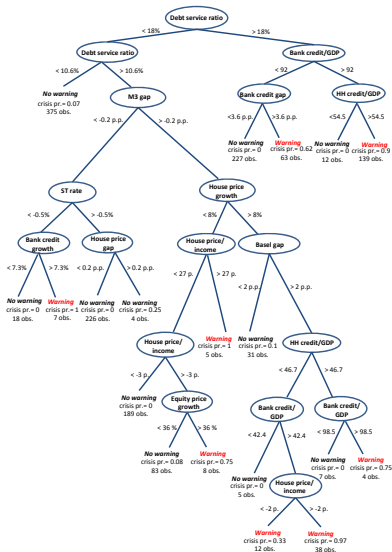 Debt service ratio
< 18% > 18%
Debt service ratio Bank credit/GDP
< 10.6% > 10.6% < 92 > 92
No warning
crisis pr.= 0.07
375 obs.
M3 gap Bank credit gap HH credit/GDP
< -0.2 p.p. > -0.2 p.p. <3.6 p.p. >3.6 p.p. <54.5 >54.5
No warning Warning No warning Warning
crisis pr.= 0 crisis pr.= 0.62 crisis pr.= 0 crisis pr.= 0.9
227 obs. 63 obs. 12 obs. 139 obs.
ST rate House price
growth
< -0.5% > -0.5% < 8% > 8%
Bank credit
growth
House price
gap
House price/
income
Basel gap
< 7.3% > 7.3% < 0.2 p.p. > 0.2 p.p. < 27 p. > 27 p. < 2 p.p. > 2 p.p.
No warning Warning No warning No warning
crisis pr.= 0 crisis pr.= 1 crisis pr.= 0 crisis pr.= 0.25
18 obs. 7 obs. 226 obs. 4 obs.
House price/
income
Warning No warning
crisis pr.= 1 crisis pr.= 0.1
5 obs. 31 obs.
HH credit/GDP
< -3 p. > -3 p. < 46.7 > 46.7
No warning
crisis pr.= 0
189 obs.
Equity price
growth
Bank credit/
GDP
Bank credit/
GDP
< 36 % > 36 % < 42.4 > 42.4 < 98.5 > 98.5
No warning Warning
crisis pr.= 0.08 crisis pr.= 0.75
83 obs. 8 obs.
No warning
crisis pr.= 0
5 obs.
No warning Warning
crisis pr.= 0 crisis pr.= 0.75
7 obs. 4 obs.
House price/
income
< -2 p. > -2 p.
Warning Warning
crisis pr.= 0.33 crisis pr.= 0.97
12 obs. 38 obs.